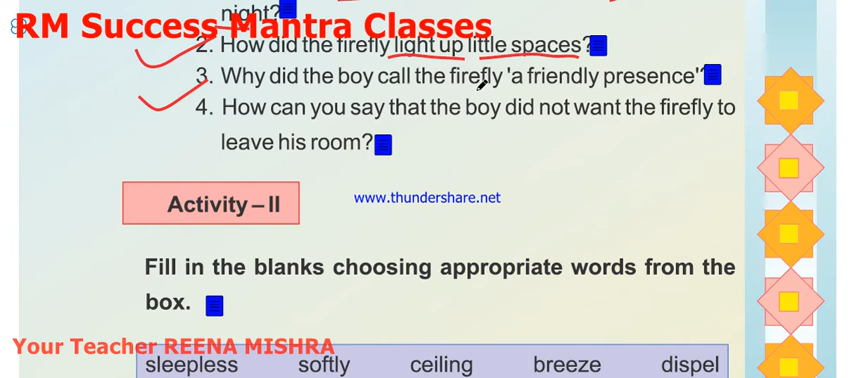 night?
RM Success Mantra Classes
2. How did the firefly light up little spaces?
3. Why did the boy call the firefly 'a friendly presence'?
4. How can you say that the boy did not want the firefly to
leave his room?
Activity – II
www.thundershare.net
Fill in the blanks choosing appropriate words from the
box.
Your Teacher REENA MISHRA
sleepless softly ceiling breeze dispel